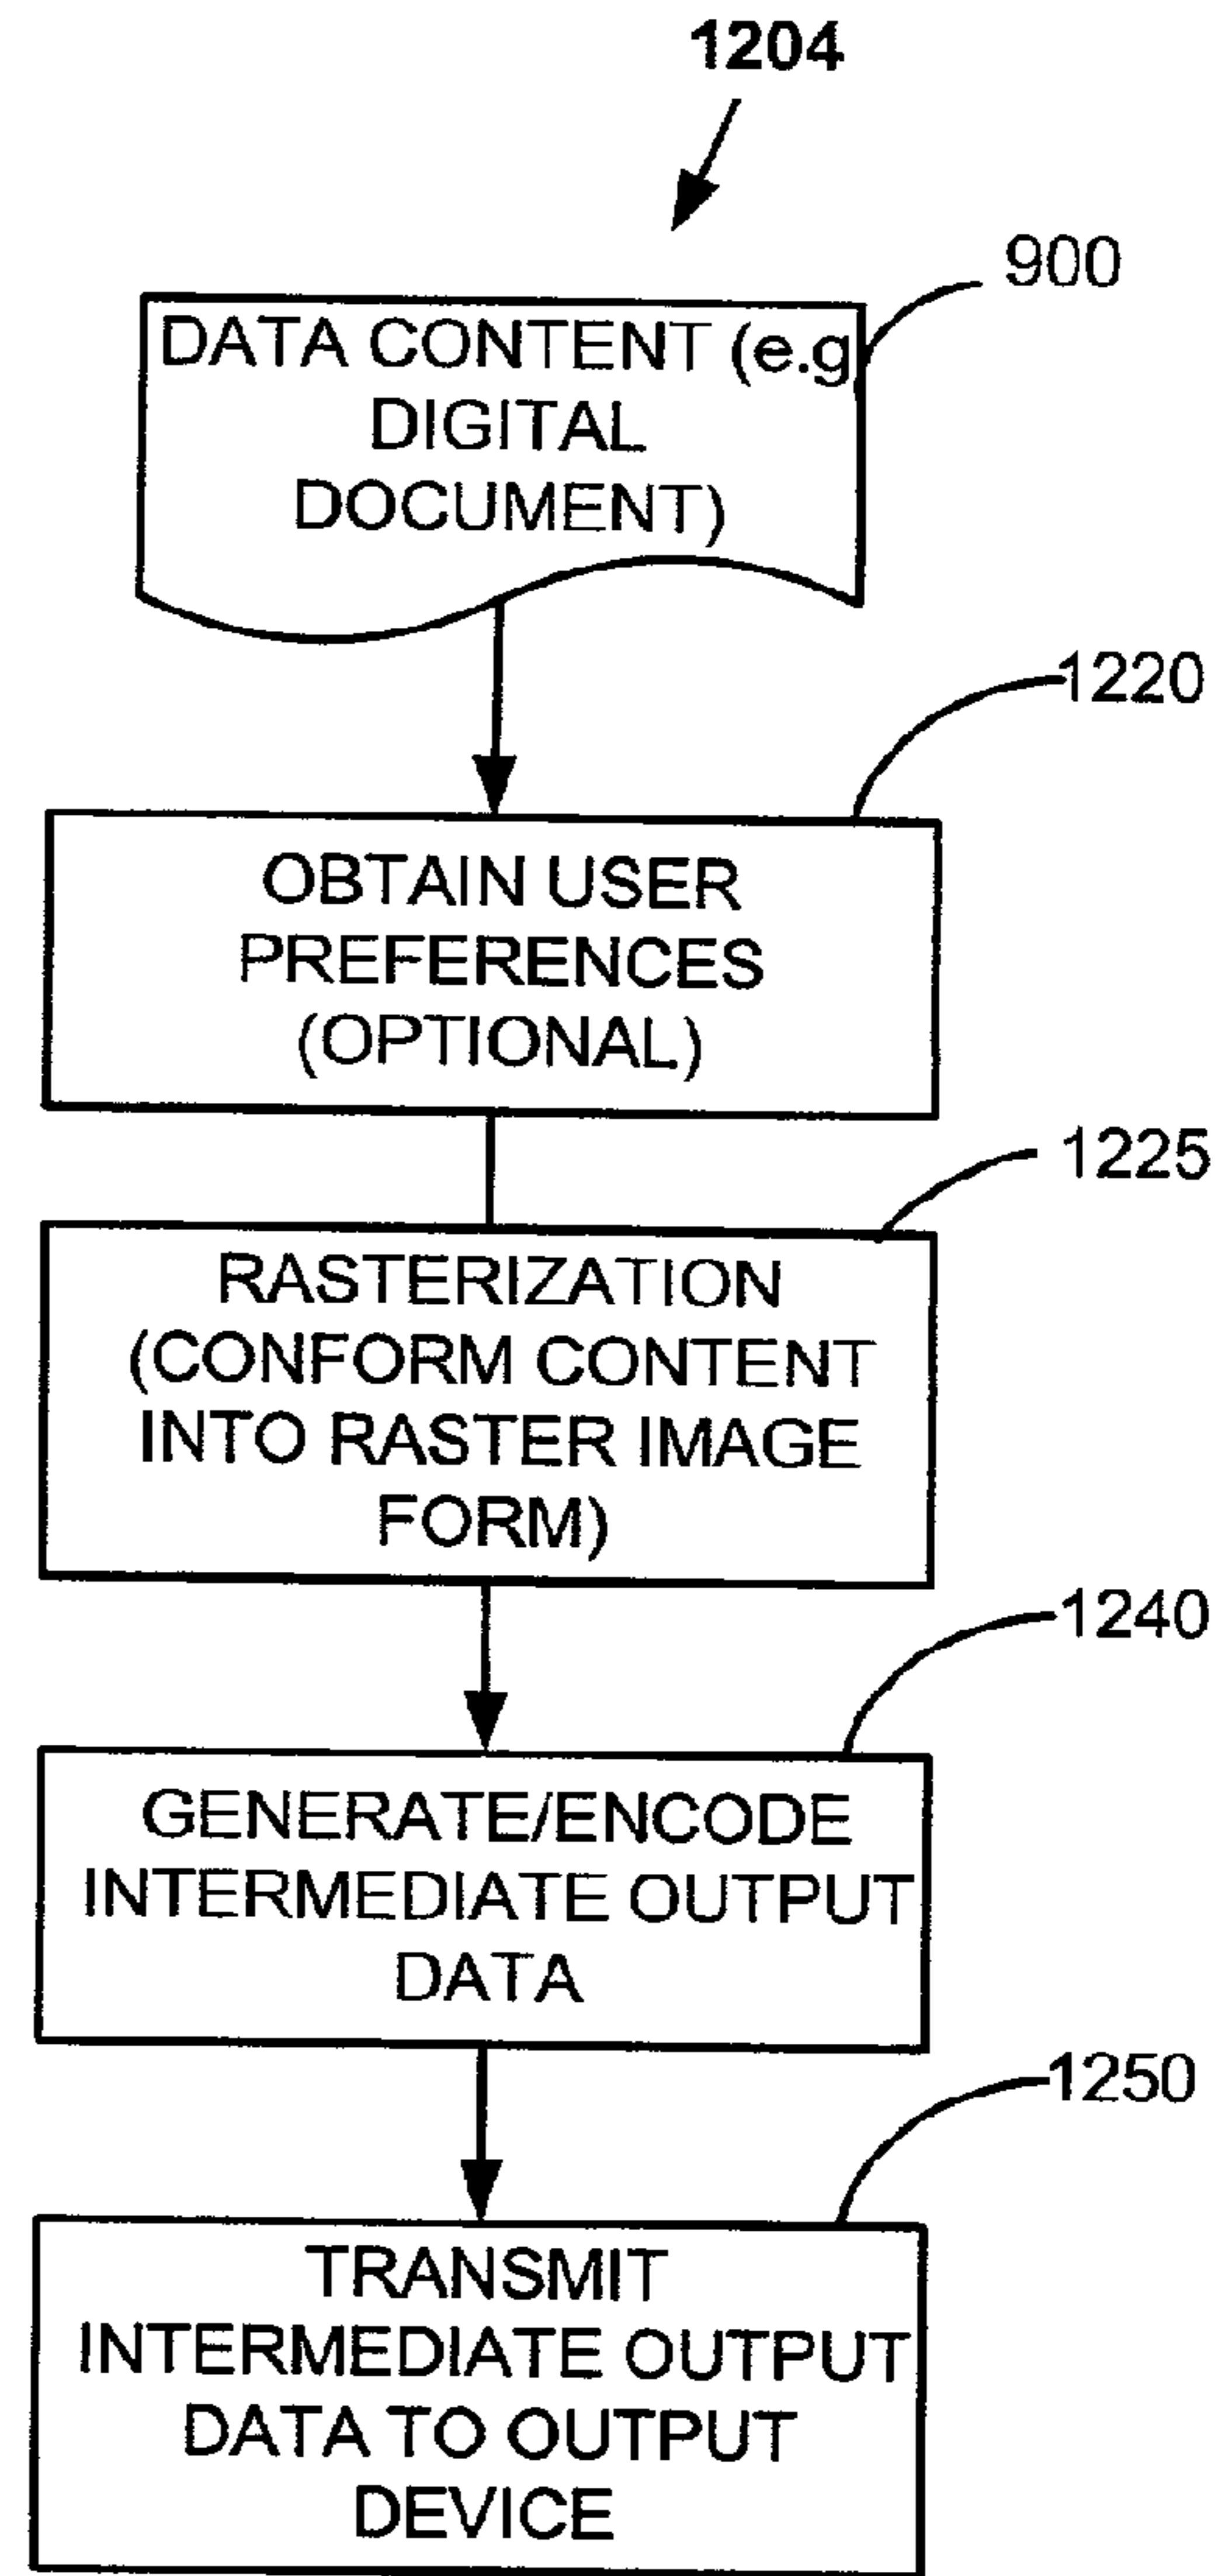 1204
900
DATA CONTENT (e.g
DIGITAL
DOCUMENT)
1220
OBTAIN USER
PREFERENCES
(OPTIONAL)
1225
RASTERIZATION
(CONFORM CONTENT
INTO RASTER IMAGE
FORM)
1240
GENERATE/ENCODE
INTERMEDIATE OUTPUT
DATA
1250
TRANSMIT
INTERMEDIATE OUTPUT
DATA TO OUTPUT
DEVICE